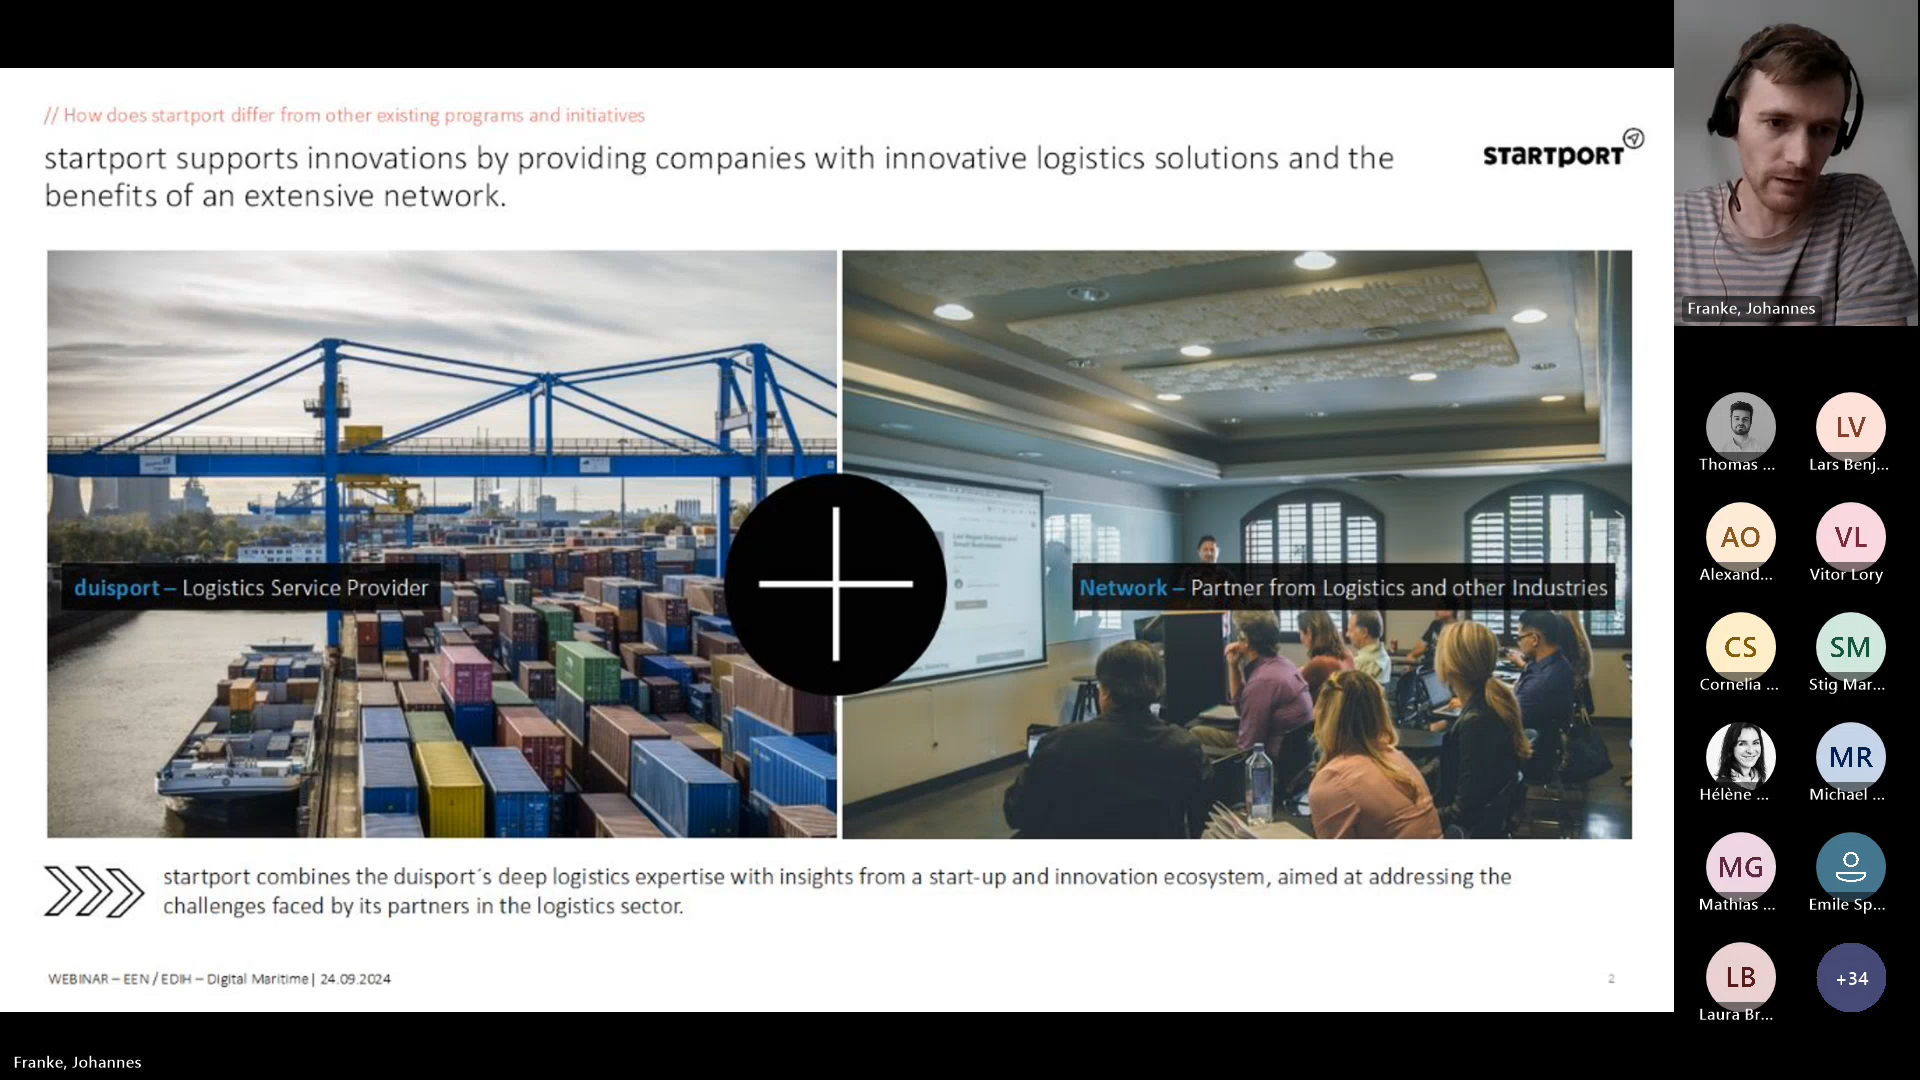 // How does startport differ from other existing programs and initiatives
startport supports innovations by providing companies with innovative logistics solutions and the
benefits of an extensive network.
STARTPORT
duisport – Logistics Service Provider
Network – Partner from Logistics and other Industries
startport combines the duisport´s deep logistics expertise with insights from a start-up and innovation ecosystem, aimed at addressing the
challenges faced by its partners in the logistics sector.
WEBINAR – EEN / EDIH – Digital Maritime | 24.09.2024
2
Franke, Johannes
Thomas ...
LV
Lars Benj...
AO
Alexand...
VL
Vitor Lory
CS
Cornelia ...
SM
Stig Mar...
Hélène ...
MR
Michael ...
MG
Mathias ...
Emile Sp...
LB
Laura Br...
+34
Franke, Johannes